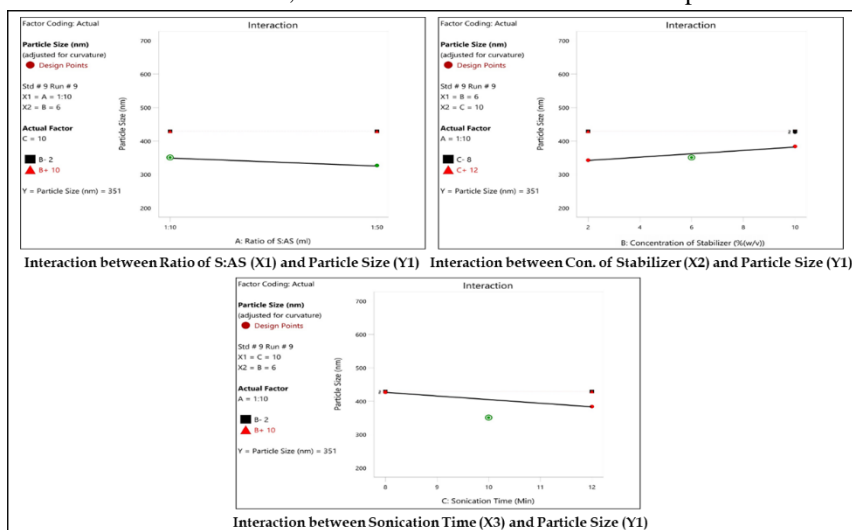 Factor Coding: Actual
Interaction
Particle Size (nm)
(adjusted for curvature)
Design Points
Std # 9 Run # 9
X1 = A = 1:10
X2 = B = 6
Actual Factor
C = 10
B- 2
B+ 10
Y = Particle Size (nm) = 351
Particle Size (nm)
700
600
500
400
300
200
1:10
1:50
A: Ratio of S:AS (ml)
Interaction between Ratio of S:AS (X1) and Particle Size (Y1)
Factor Coding: Actual
Interaction
Particle Size (nm)
(adjusted for curvature)
Design Points
Std # 9 Run # 9
X1 = B = 6
X2 = C = 10
Actual Factor
A = 1:10
C- 8
C+ 12
Y = Particle Size (nm) = 351
Particle Size (nm)
700
600
500
400
300
200
2
2
4
6
8
10
B: Concentration of Stabilizer (%(w/v))
Interaction between Con. of Stabilizer (X2) and Particle Size (Y1)
Factor Coding: Actual
Interaction
Particle Size (nm)
(adjusted for curvature)
Design Points
Std # 9 Run # 9
X1 = C = 10
X2 = B = 6
Actual Factor
A = 1:10
B- 2
B+ 10
Y = Particle Size (nm) = 351
Particle Size (nm)
700
600
500
400
300
200
2
8
9
10
11
12
C: Sonication Time (Min)
Interaction between Sonication Time (X3) and Particle Size (Y1)